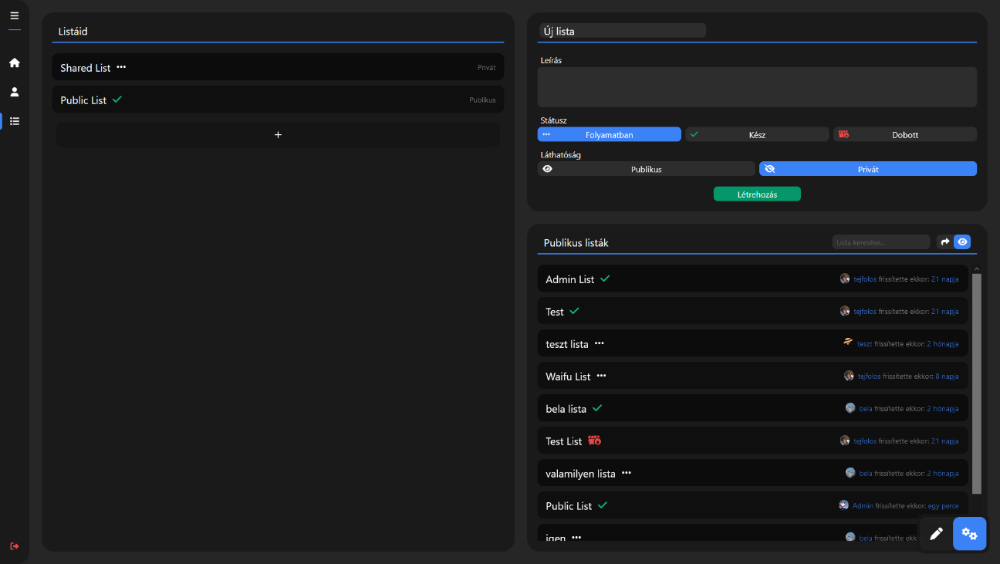 Listáid
Shared List
Privát
Public List
Publikus
Új lista
Leírás
Státusz
Folyamatban
Kész
Dobott
Láthatóság
Publikus
Privát
Létrehozás
Publikus listák
Lista keresése...
Admin List
tejfolos frissítette ekkor: 21 napja
Test
tejfolos frissítette ekkor: 21 napja
teszt lista
teszt frissítette ekkor: 2 hónapja
Waifu List
tejfolos frissítette ekkor: 8 napja
bela lista
bela frissítette ekkor: 2 hónapja
Test List
tejfolos frissítette ekkor: 21 napja
valamilyen lista
bela frissítette ekkor: 2 hónapja
Public List
Admin frissítette ekkor: egy perce
igen
bela frissítette